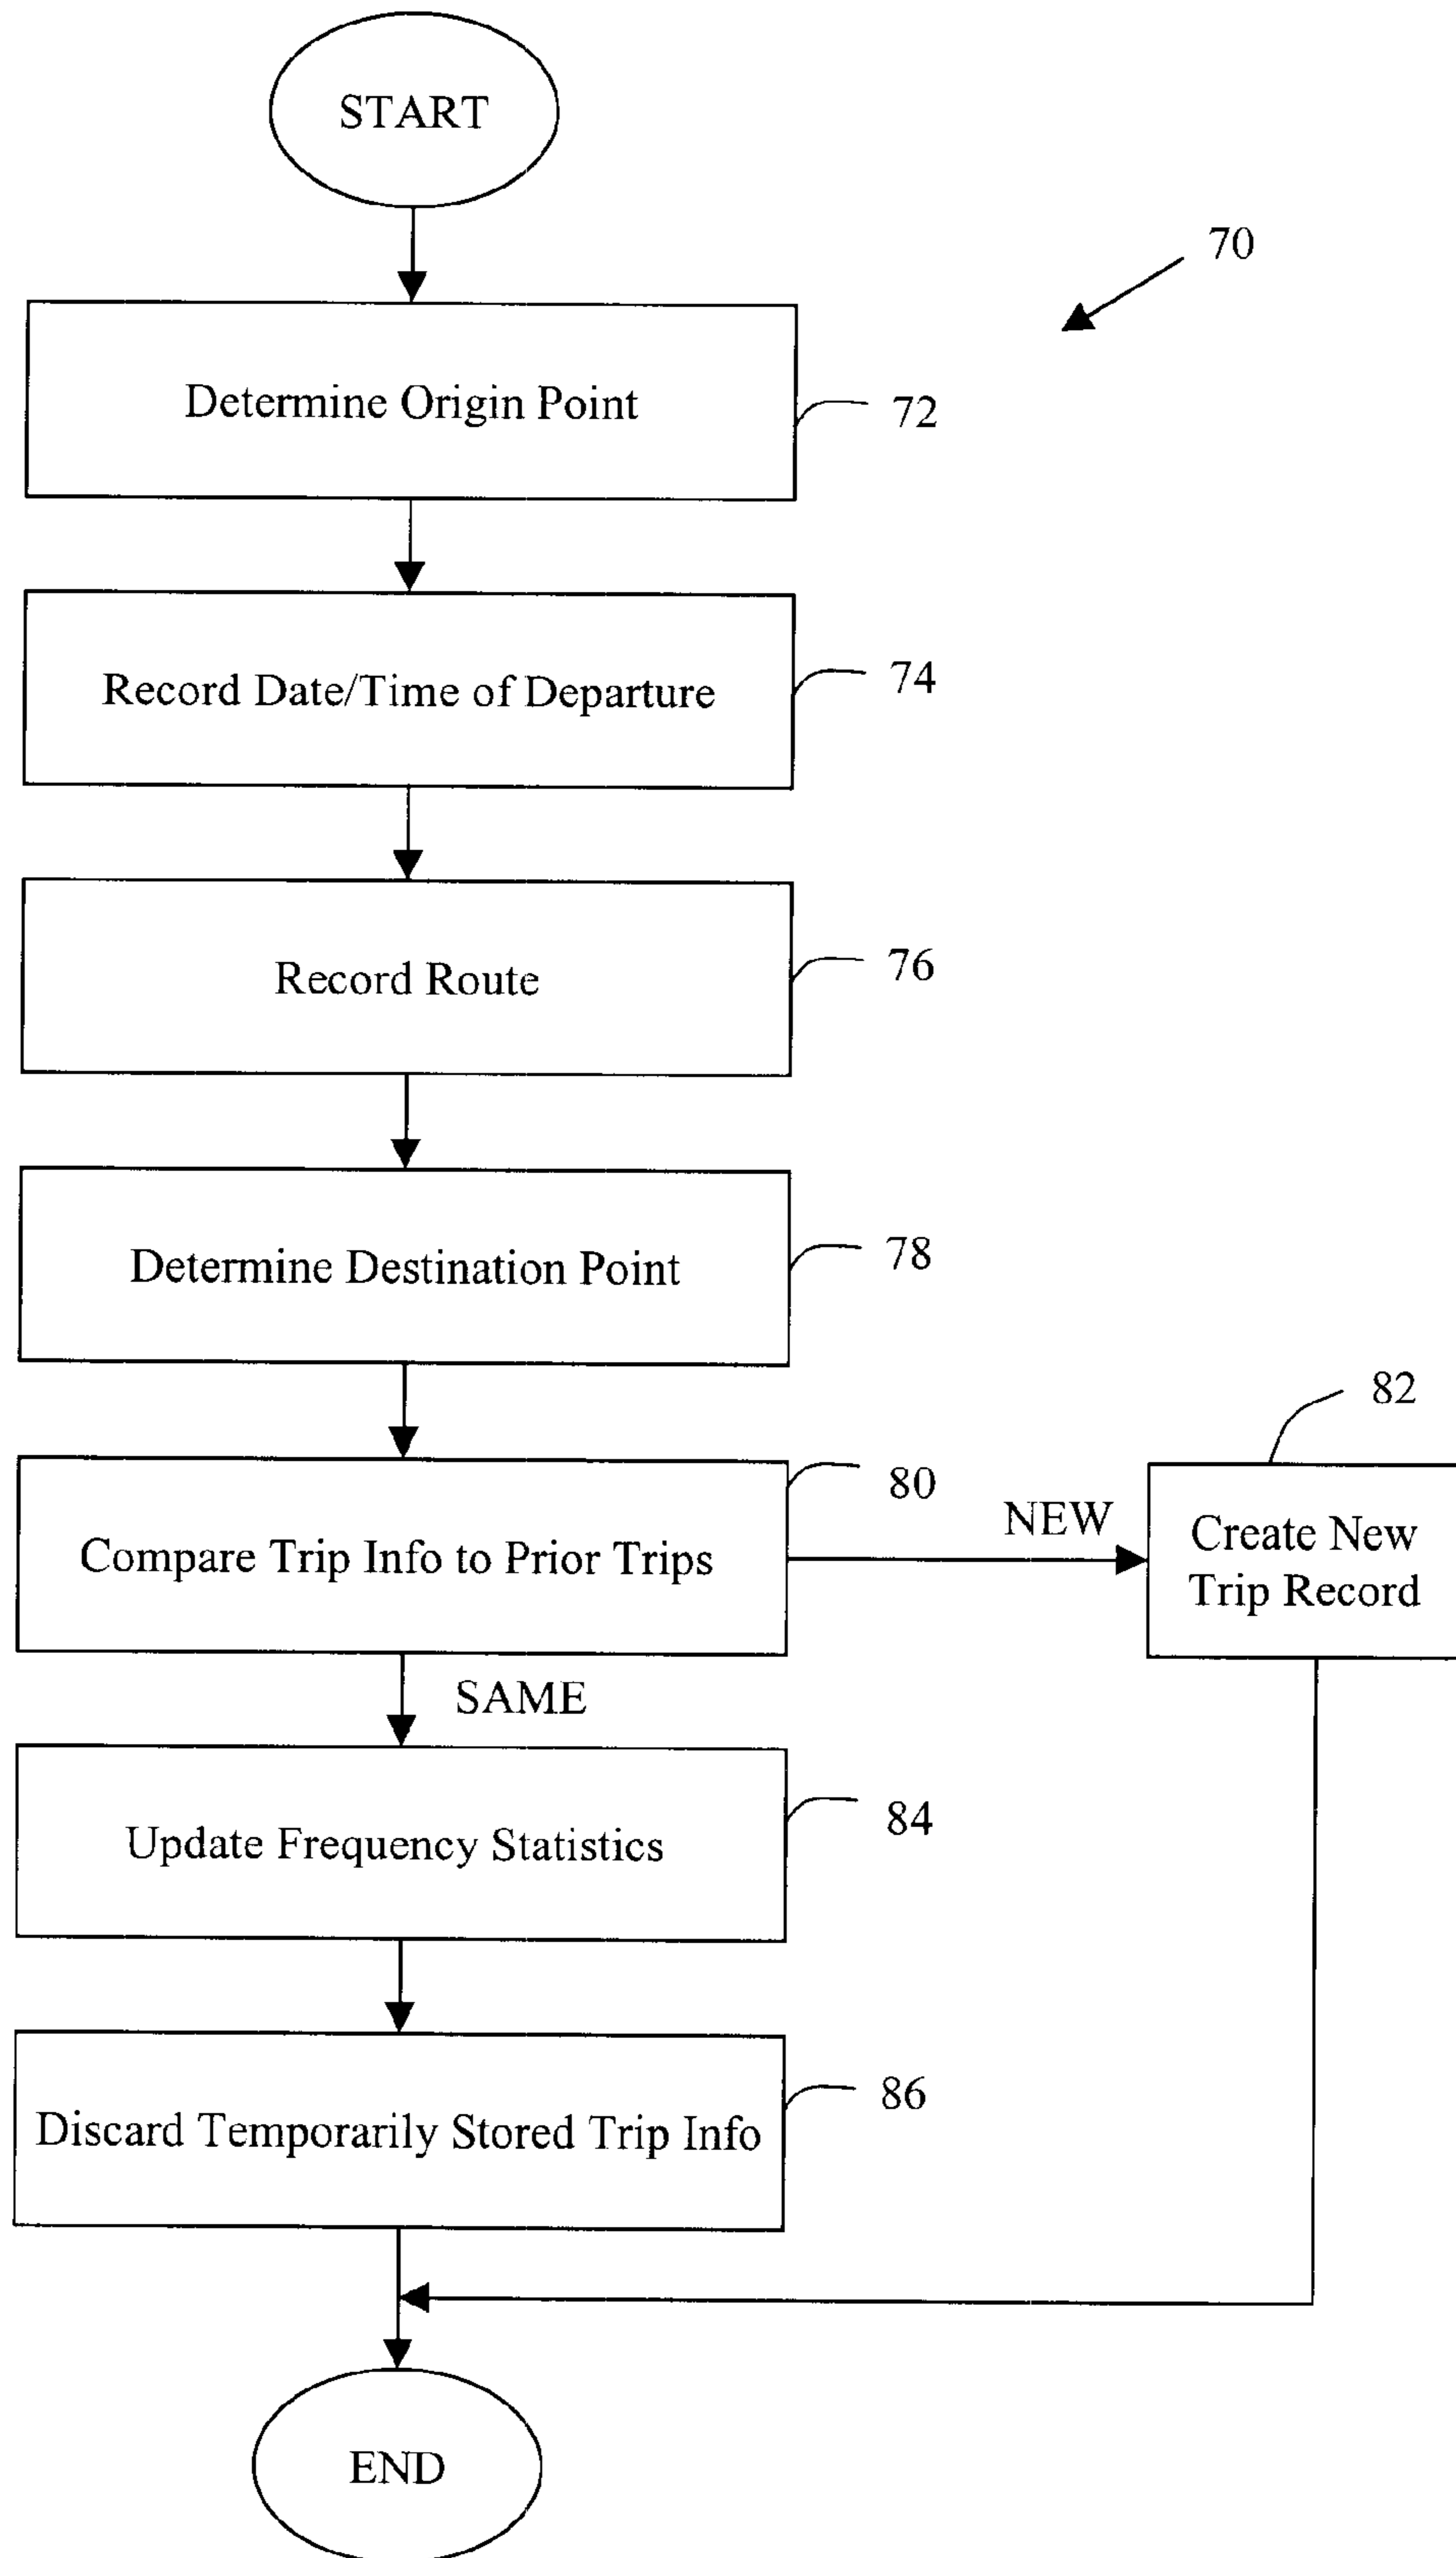 START
70
Determine Origin Point
72
Record Date/Time of Departure
74
Record Route
76
Determine Destination Point
78
82
80
NEW
Create New
Trip Record
Compare Trip Info to Prior Trips
SAME
Update Frequency Statistics
84
Discard Temporarily Stored Trip Info
86
END